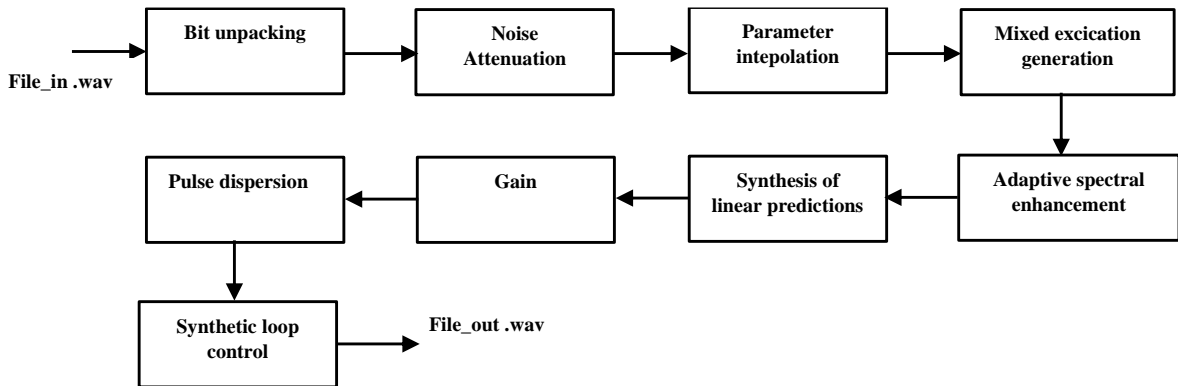 Bit unpacking
Noise
Attenuation
Parameter
intepolation
Mixed excication
generation
File_in .wav
Pulse dispersion
Gain
Synthesis of
linear predictions
Adaptive spectral
enhancement
Synthetic loop
control
File_out .wav